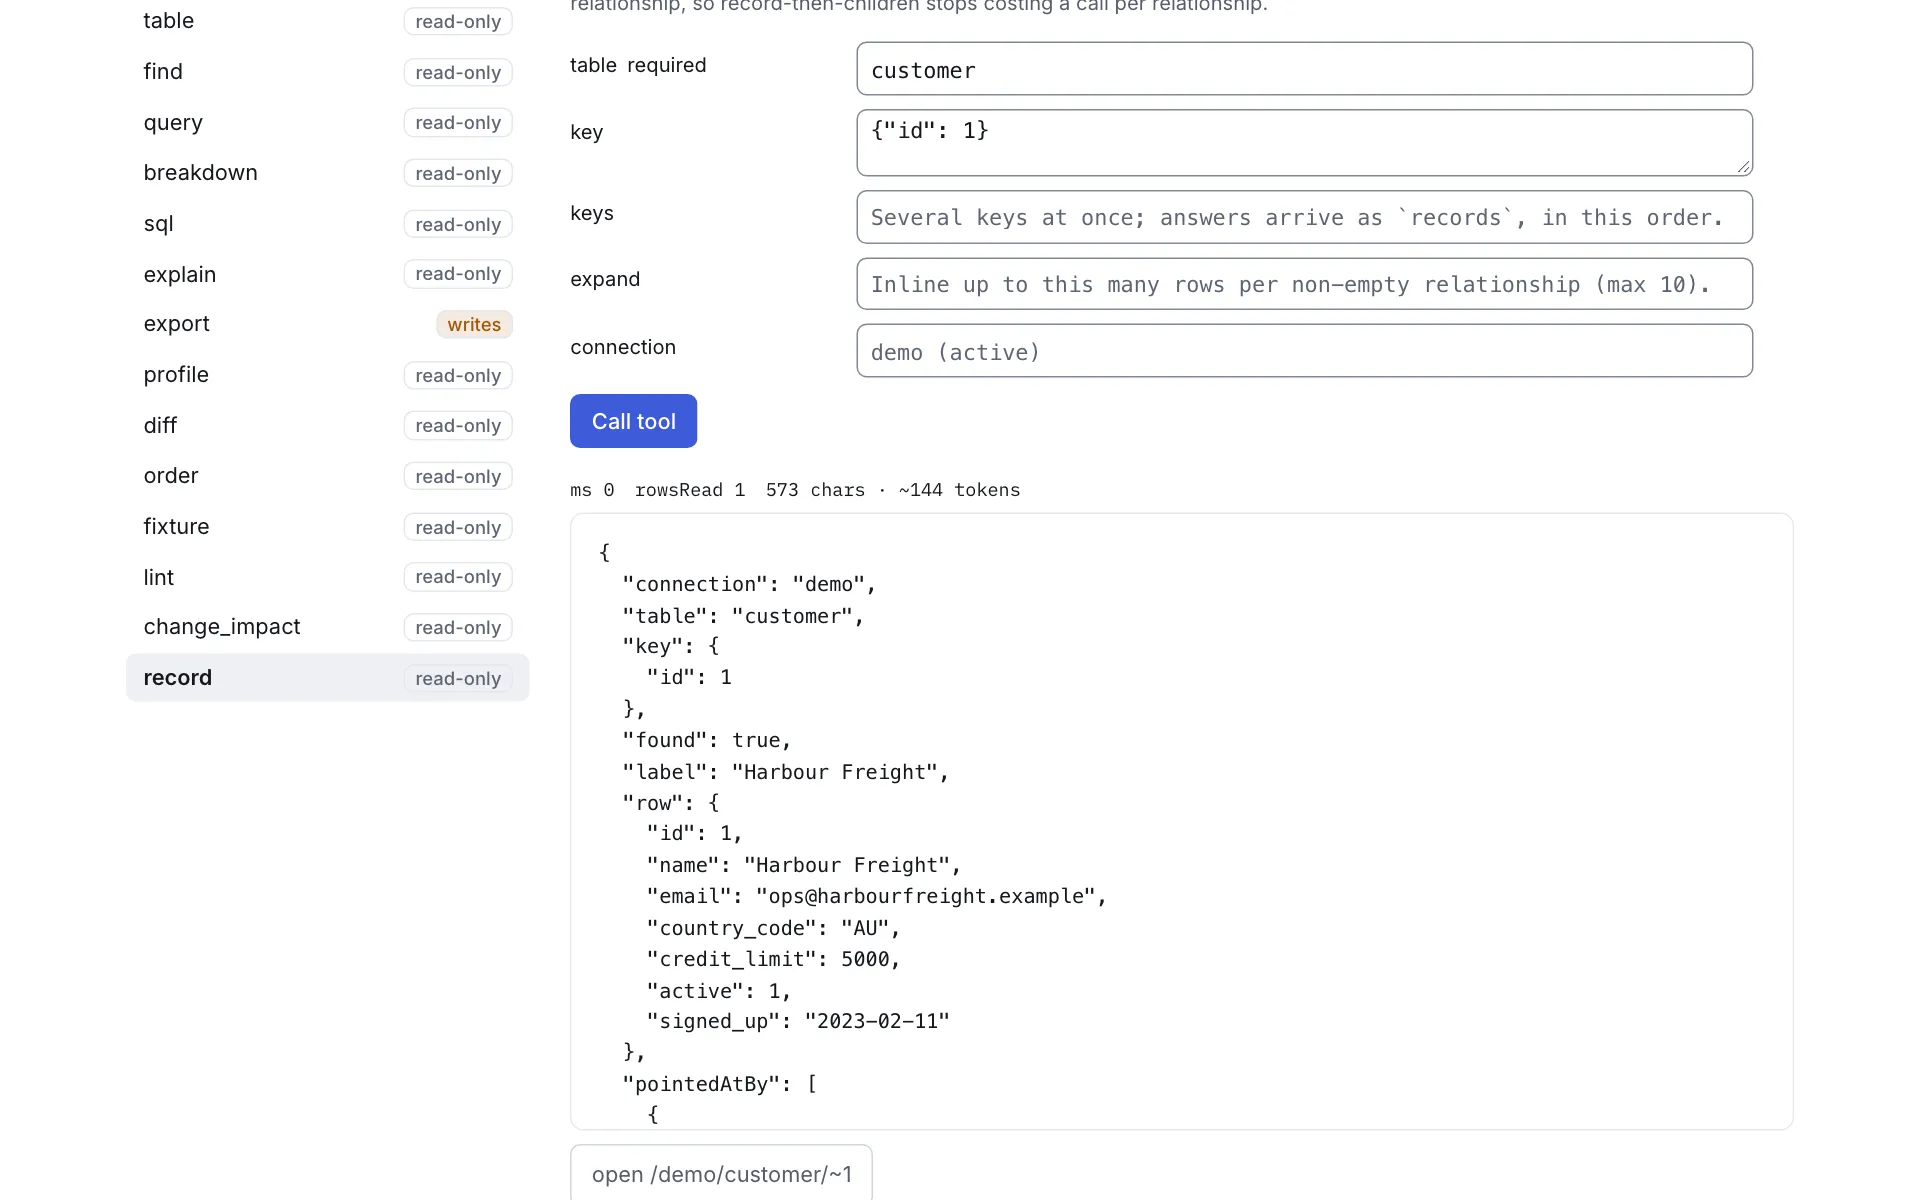 relationship, so record-then-children stops costing a call per relationship.
table read-only
find read-only
query read-only
breakdown read-only
sql read-only
explain read-only
export writes
profile read-only
diff read-only
order read-only
fixture read-only
lint read-only
change_impact read-only
record read-only
table required customer
key {"id": 1}
keys Several keys at once; answers arrive as `records`, in this order.
expand Inline up to this many rows per non-empty relationship (max 10).
connection demo (active)
Call tool
ms 0 rowsRead 1 573 chars · ~144 tokens
{
"connection": "demo",
"table": "customer",
"key": {
"id": 1
},
"found": true,
"label": "Harbour Freight",
"row": {
"id": 1,
"name": "Harbour Freight",
"email": "ops@harbourfreight.example",
"country_code": "AU",
"credit_limit": 5000,
"active": 1,
"signed_up": "2023-02-11"
},
"pointedAtBy": [
{
open /demo/customer/~1